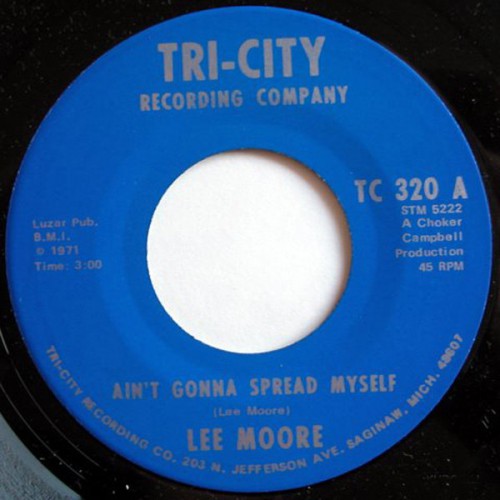 TRI-CITY
RECORDING COMPANY
TC 320 A
STM 5222
A Choker
Campbell
Production
45 RPM
Luzar Pub.
B.M.I.
© 1971
Time: 3:00
AIN'T GONNA SPREAD MYSELF
(Lee Moore)
LEE MOORE
TRI-CITY RECORDING CO. 203 N. JEFFERSON AVE. SAGINAW, MICH. 48607